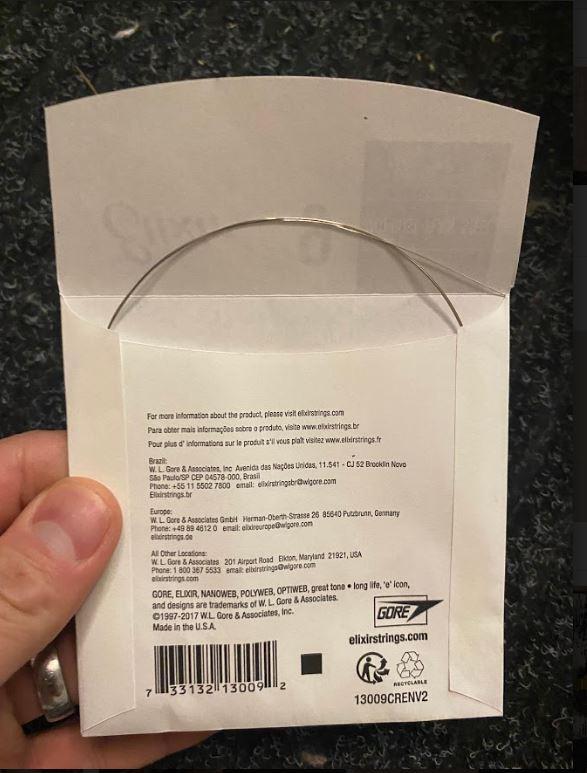 Elixir
For more information about the product, please visit elixirstrings.com
Para obter mais informações sobre o produto, visite www.elixirstrings.br
Pour plus d' informations sur le produit s'il vous plaît visitez www.elixirstrings.fr
Brazil:
W. L. Gore & Associates, Inc Avenida das Nações Unidas, 11.541 - CJ 52 Brooklin Novo
São Paulo/SP CEP 04578-000, Brasil
Phone: +55 11 5502 7800 email: elixirstringsbr@wlgore.com
Elixirstrings.br
Europe:
W. L. Gore & Associates GmbH Herman-Oberth-Strasse 26 85640 Putzbrunn, Germany
Phone: +49 89 4612 0 email: elixireurope@wlgore.com
elixirstrings.de
All Other Locations:
W. L. Gore & Associates 201 Airport Road Elkton, Maryland 21921, USA
Phone: 1 800 367 5533 email: elixirstrings@wlgore.com
elixirstrings.com
GORE, ELIXIR, NANOWEB, POLYWEB, OPTIWEB, great tone • long life, 'e' icon,
and designs are trademarks of W. L. Gore & Associates.
©1997-2017 W.L. Gore & Associates, Inc.
Made in the U.S.A.
GORE
elixirstrings.com
RECYCLABLE
7 33132 13009 2
13009CRENV2